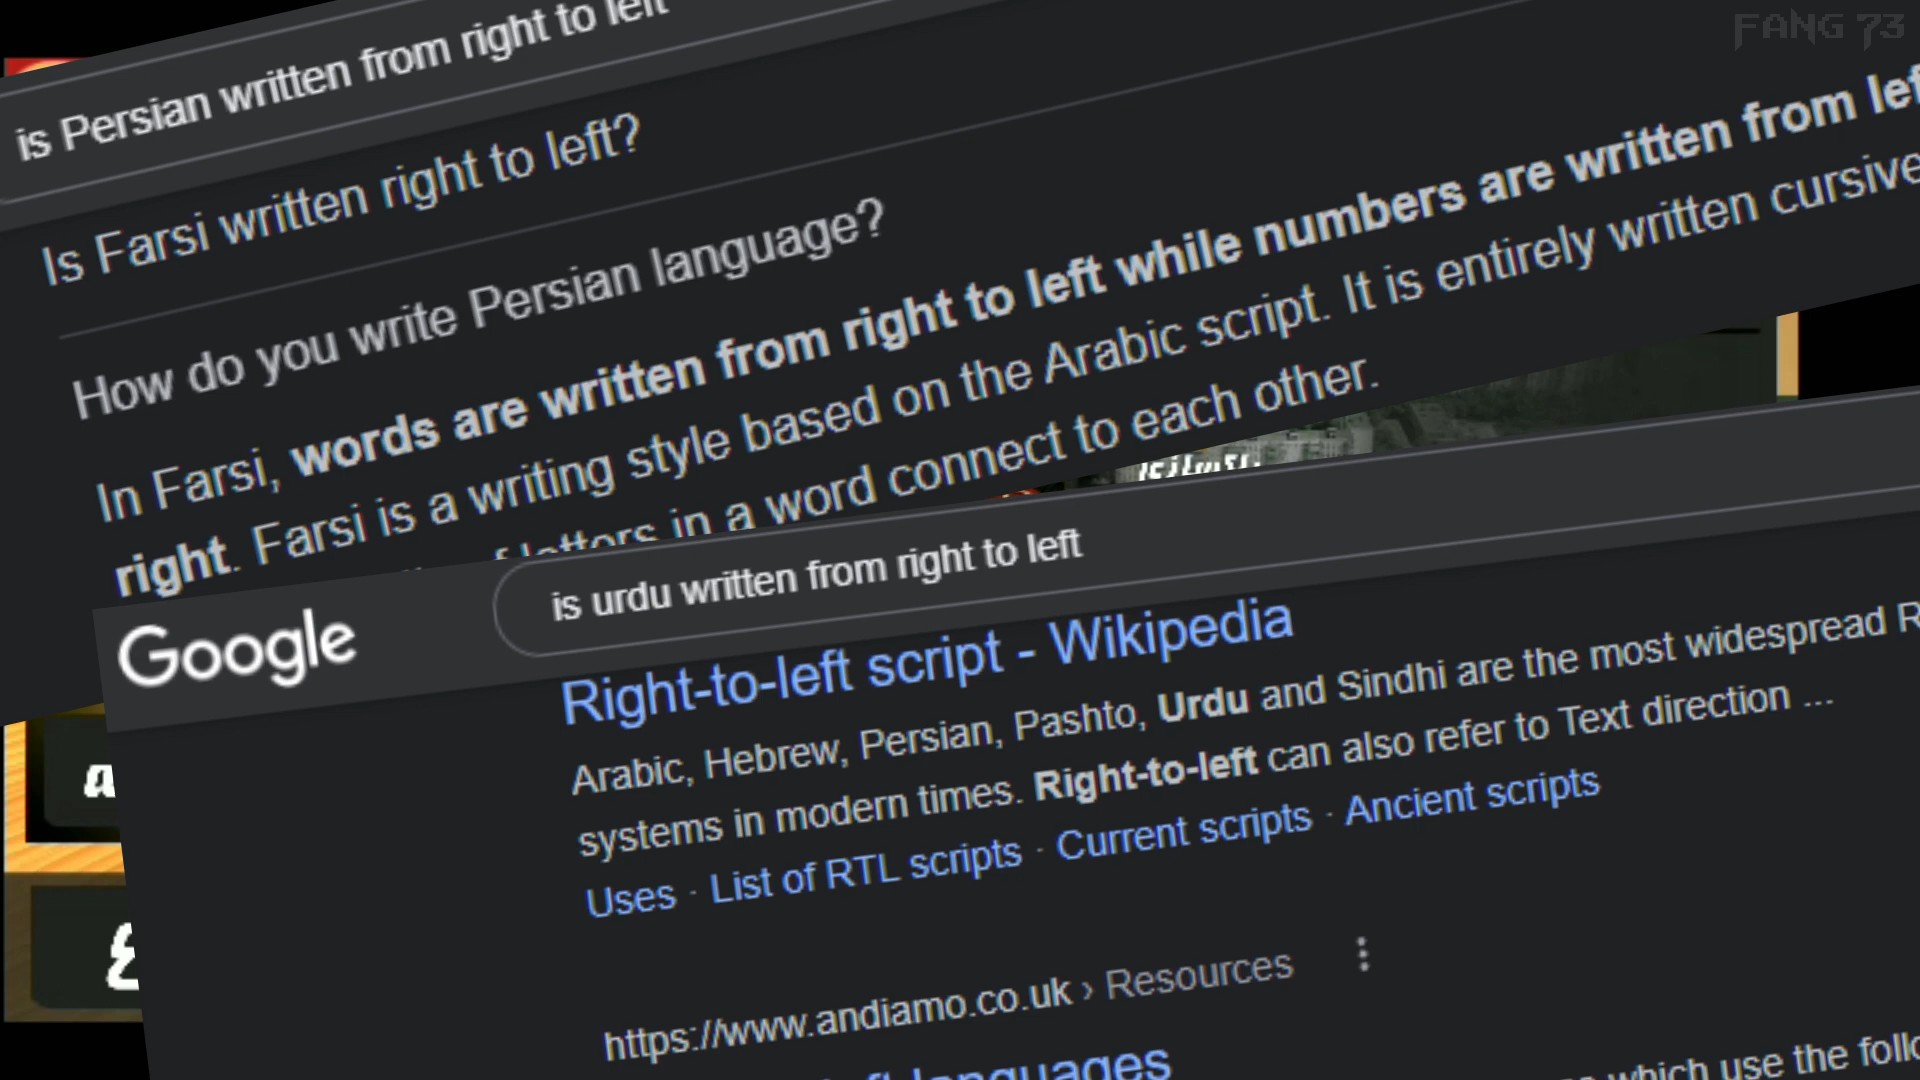 FANG 73
is Persian written from right to left
Is Farsi written right to left?
How do you write Persian language?
In Farsi, words are written from right to left while numbers are written from
right. Farsi is a writing style based on the Arabic script. It is entirely written
letters in a word connect to each other.
Google
is urdu written from right to left
Right-to-left script - Wikipedia
Arabic, Hebrew, Persian, Pashto, Urdu and Sindhi are the most widespread
systems in modern times. Right-to-left can also refer to Text direction ...
Uses · List of RTL scripts · Current scripts · Ancient scripts
https://www.andiamo.co.uk › Resources
languages
which use the